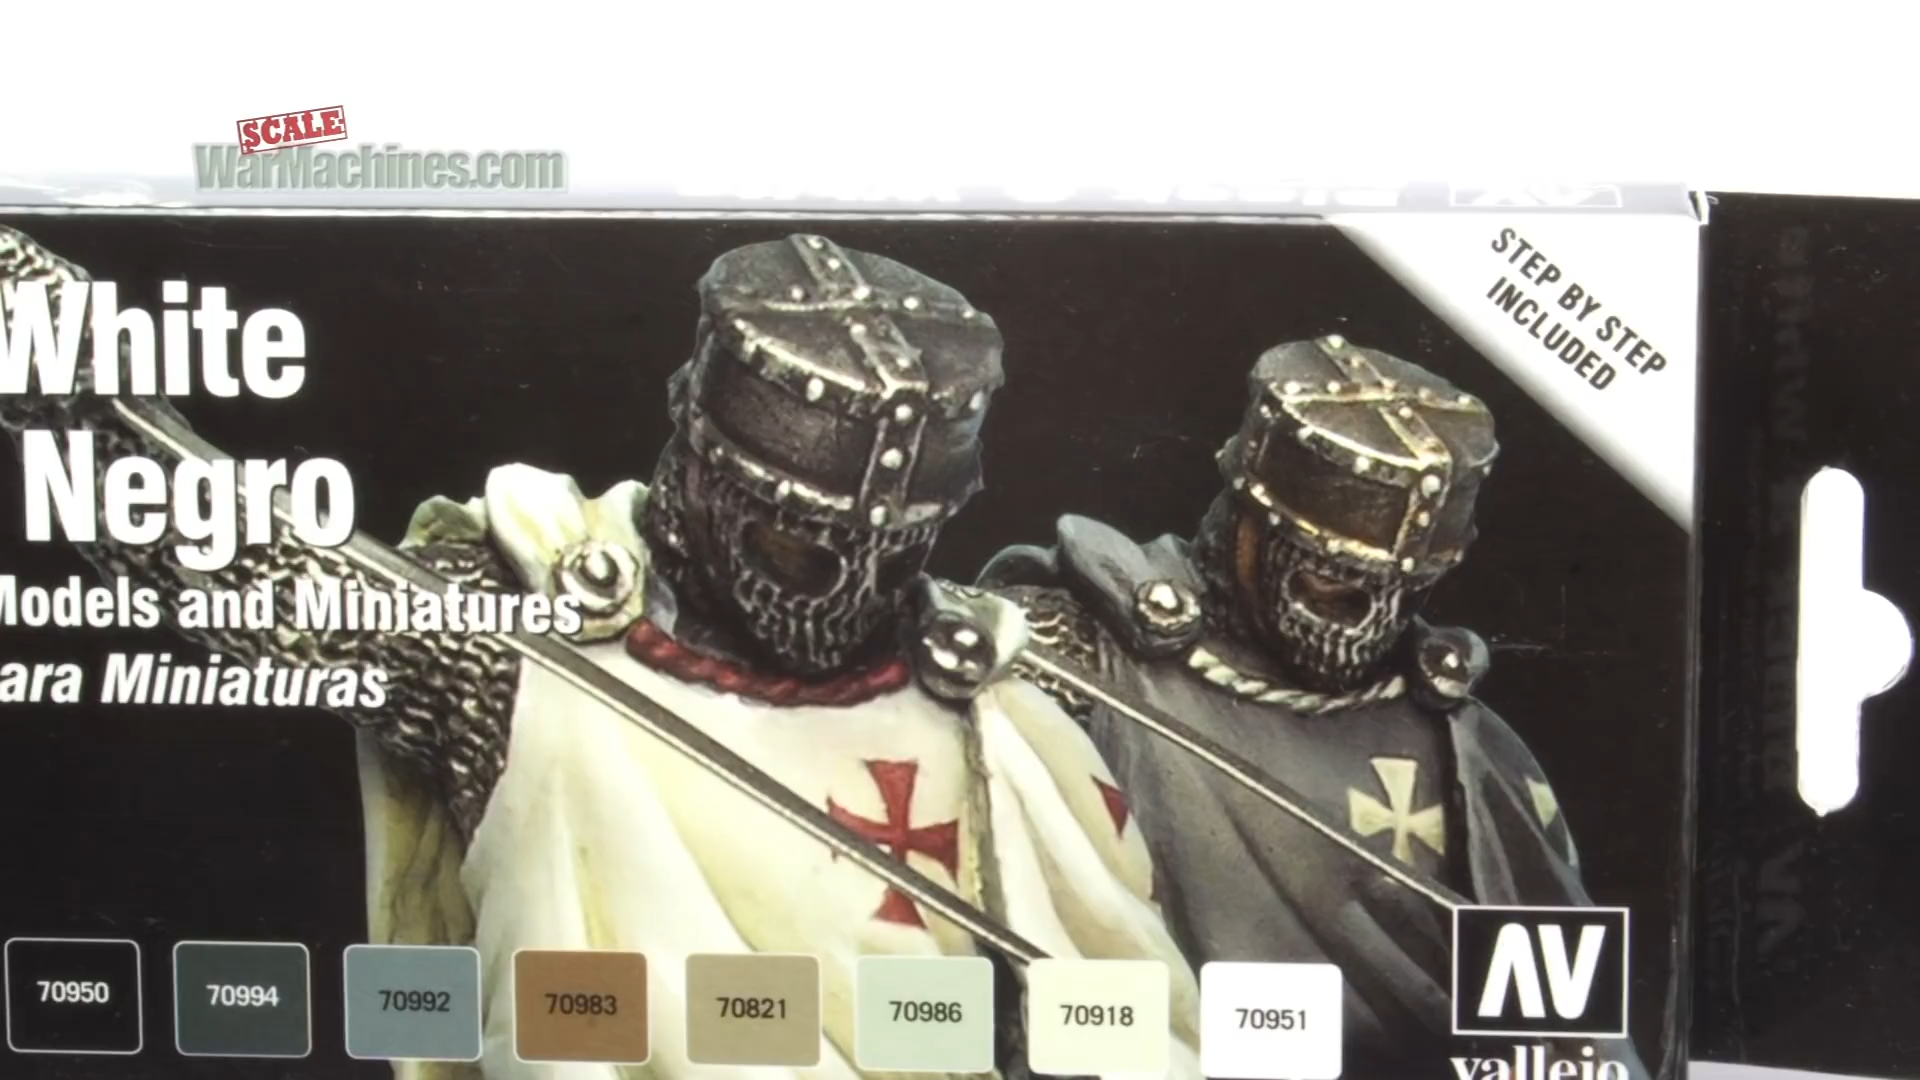 SCALE
WarMachines.com
STEP BY STEP
INCLUDED
White
Negro
Models and Miniatures
ara Miniaturas
70950
70994
70992
70983
70821
70986
70918
70951
AV
vallejo